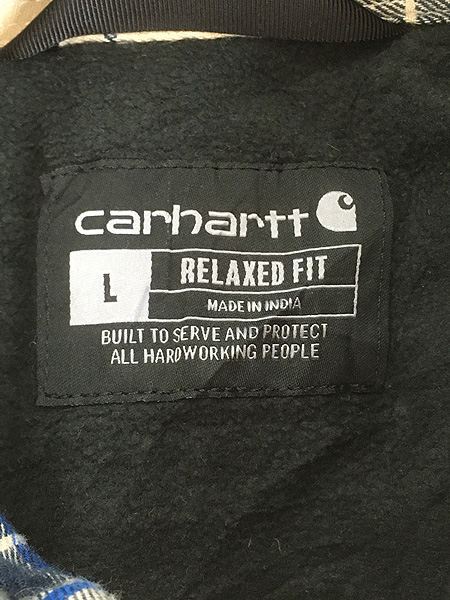 carhartt
L
RELAXED FIT
MADE IN INDIA
BUILT TO SERVE AND PROTECT
ALL HARDWORKING PEOPLE